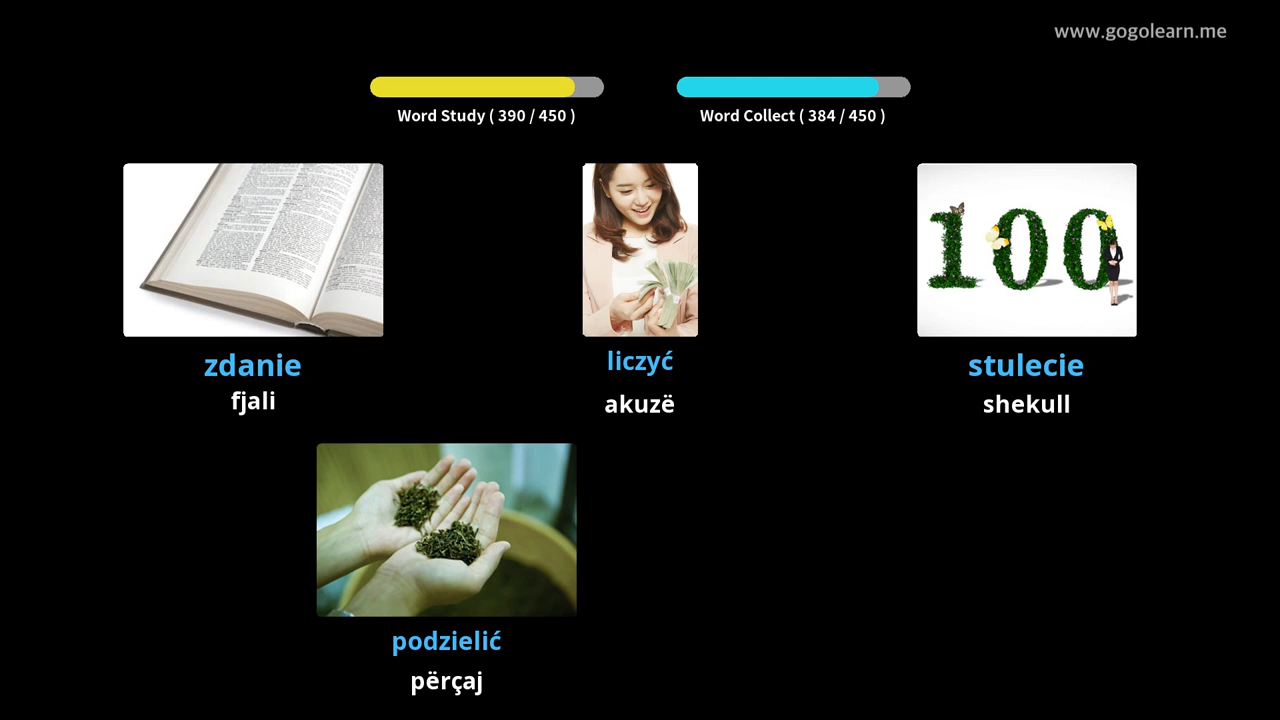 www.gogolearn.me
Word Study ( 390 / 450 )
Word Collect ( 384 / 450 )
zdanie
fjali
liczyć
akuzë
stulecie
shekull
100
podzielić
përçaj